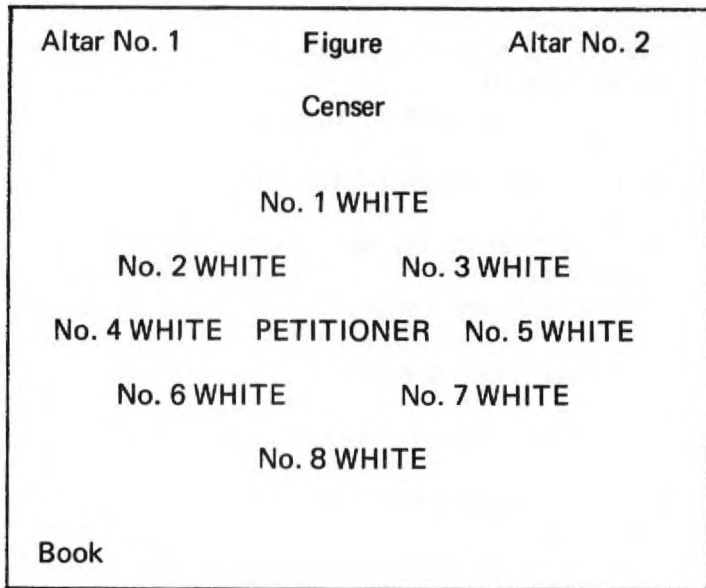 Altar No. 1 Figure Altar No. 2
Censer
No. 1 WHITE
No. 2 WHITE No. 3 WHITE
No. 4 WHITE PETITIONER No. 5 WHITE
No. 6 WHITE No. 7 WHITE
No. 8 WHITE
Book